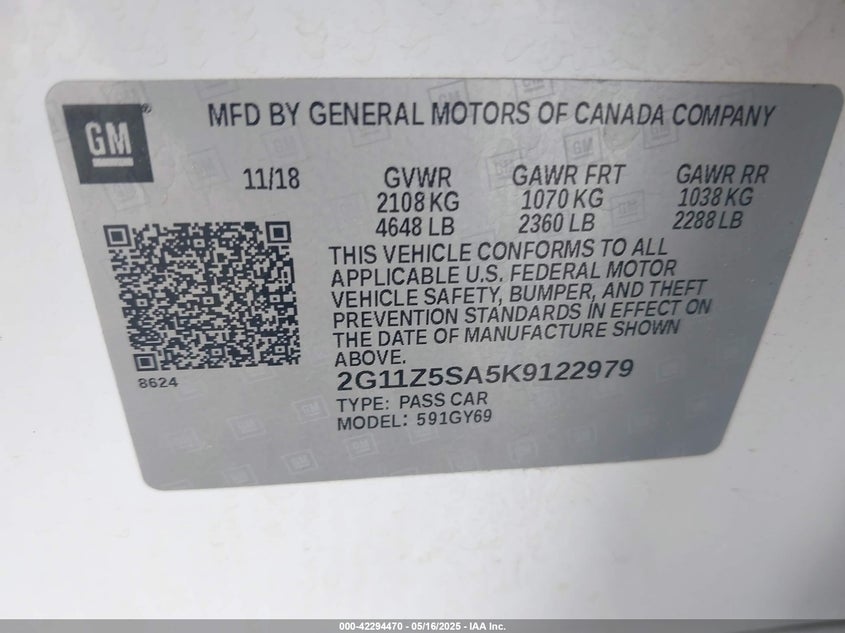 MFD BY GENERAL MOTORS OF CANADA COMPANY
GM®
11/18 GVWR GAWR FRT GAWR RR
2108 KG 1070 KG 1038 KG
4648 LB 2360 LB 2288 LB
THIS VEHICLE CONFORMS TO ALL
APPLICABLE U.S. FEDERAL MOTOR
VEHICLE SAFETY, BUMPER, AND THEFT
PREVENTION STANDARDS IN EFFECT ON
THE DATE OF MANUFACTURE SHOWN
ABOVE.
8624
2G11Z5SA5K9122979
TYPE: PASS CAR
MODEL: 591GY69
000-42294470 - 05/16/2025 - IAA Inc.